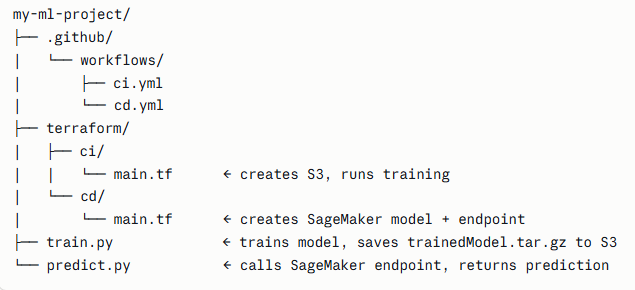 my-ml-project/
├── .github/
│   └── workflows/
│       ├── ci.yml
│       └── cd.yml
├── terraform/
│   ├── ci/
│   │   └── main.tf      ← creates S3, runs training
│   └── cd/
│       └── main.tf      ← creates SageMaker model + endpoint
├── train.py             ← trains model, saves trainedModel.tar.gz to S3
└── predict.py           ← calls SageMaker endpoint, returns prediction